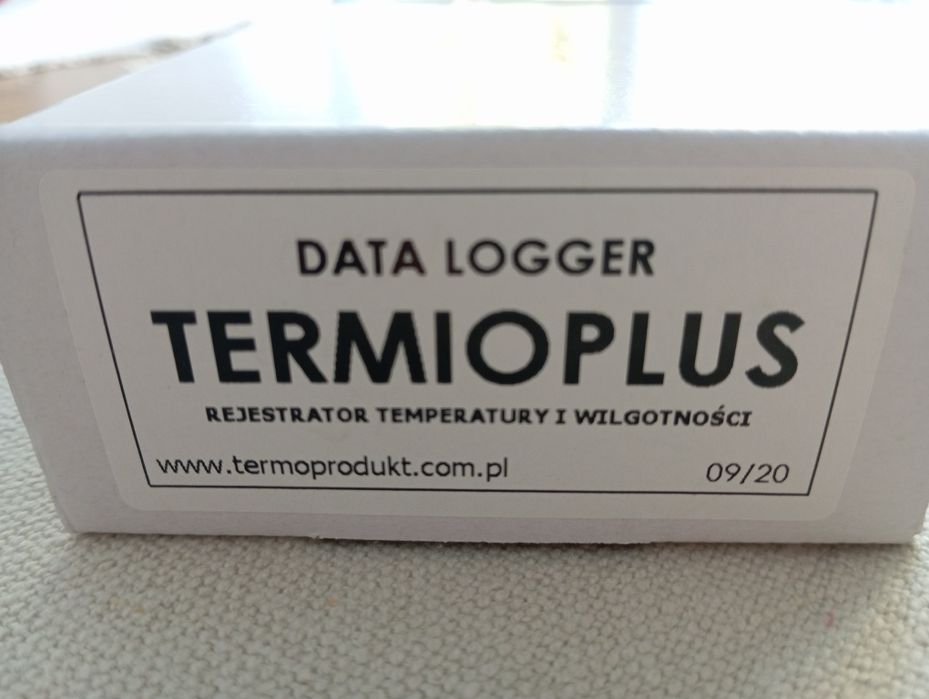 DATA LOGGER
TERMIOPLUS
REJESTRATOR TEMPERATURY I WILGOTNOŚCI
www.termoprodukt.com.pl 09/20